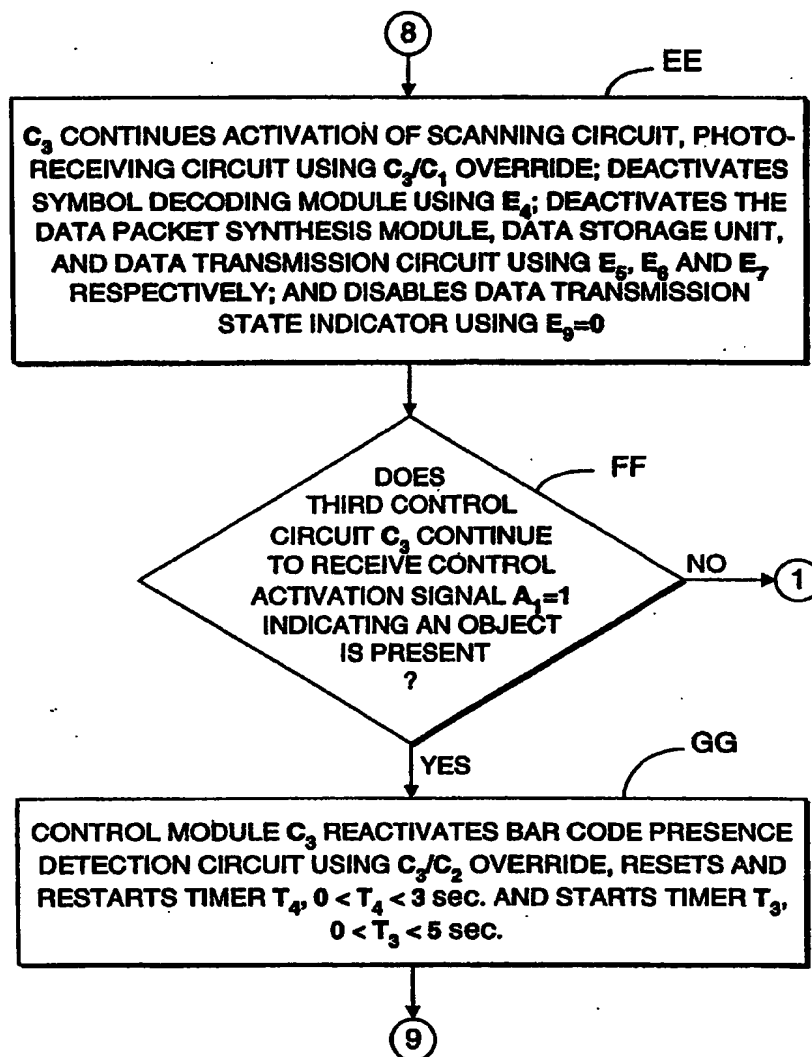 8
EE
C₃ CONTINUES ACTIVATION OF SCANNING CIRCUIT, PHOTO-
RECEIVING CIRCUIT USING C₃/C₁ OVERRIDE; DEACTIVATES
SYMBOL DECODING MODULE USING E₄; DEACTIVATES THE
DATA PACKET SYNTHESIS MODULE, DATA STORAGE UNIT,
AND DATA TRANSMISSION CIRCUIT USING E₅, E₆ AND E₇
RESPECTIVELY; AND DISABLES DATA TRANSMISSION
STATE INDICATOR USING E₉=0
FF
DOES
THIRD CONTROL
CIRCUIT C₃ CONTINUE
TO RECEIVE CONTROL
ACTIVATION SIGNAL A₁=1
INDICATING AN OBJECT
IS PRESENT
?
NO
1
YES
GG
CONTROL MODULE C₃ REACTIVATES BAR CODE PRESENCE
DETECTION CIRCUIT USING C₃/C₂ OVERRIDE, RESETS AND
RESTARTS TIMER T₄, 0 < T₄ < 3 sec. AND STARTS TIMER T₃,
0 < T₃ < 5 sec.
9